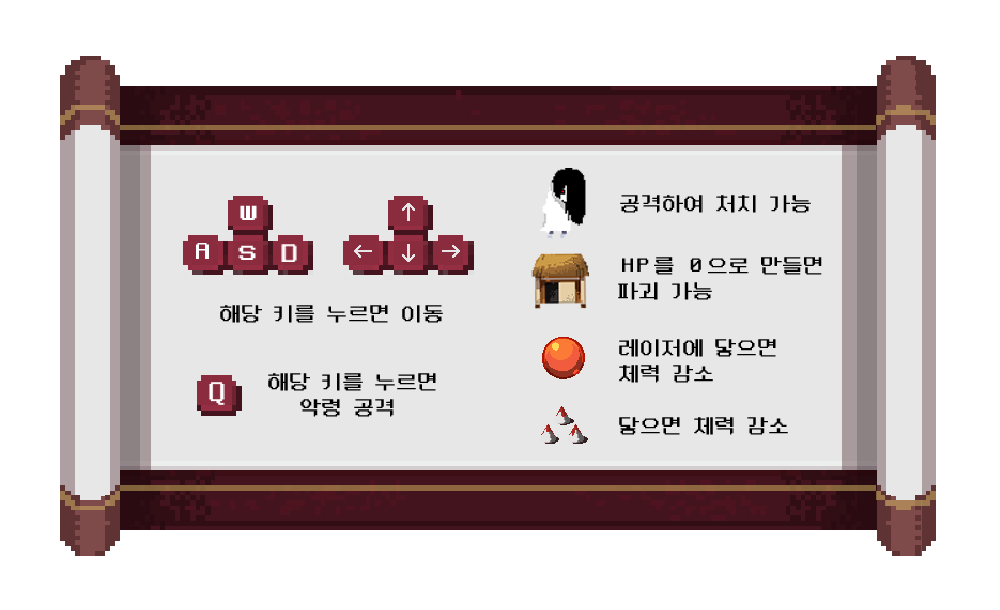 W
A S D
↑
← ↓ →
해당 키를 누르면 이동
Q
해당 키를 누르면
악령 공격
공격하여 처치 가능
HP를 0으로 만들면
파괴 가능
레이저에 닿으면
체력 감소
닿으면 체력 감소